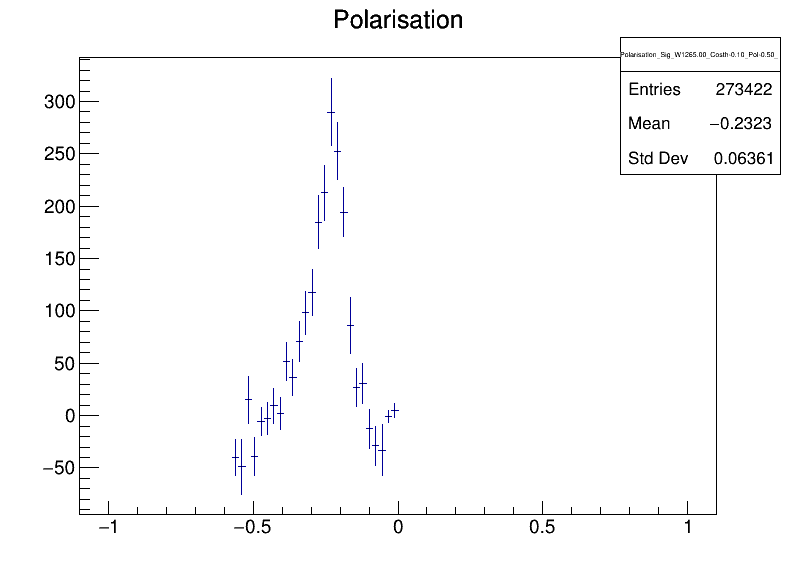 Polarisation
Polarisation_Sig_W1265.00_Costh-0.10_Pol-0.50_
Entries 273422
Mean −0.2323
Std Dev 0.06361
300
250
200
150
100
50
0
−50
−1 −0.5 0 0.5 1